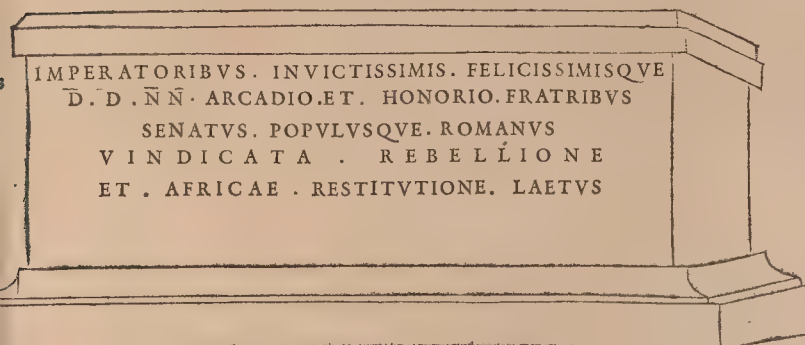 IMPERATORIBVS . INVICTISSIMIS . FELICISSIMISQVE
D̅ . D . N̅ N̅ · ARCADIO . ET . HONORIO . FRATRIBVS
SENATVS . POPVLVSQVE . ROMANVS
VINDICATA . REBELLIONE
ET . AFRICAE . RESTITVTIONE . LAETVS